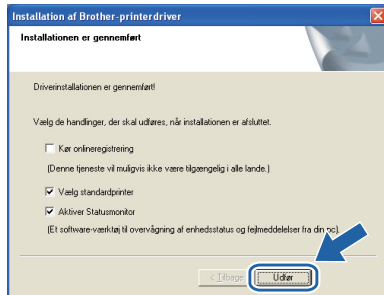 Installation af Brother-printerdriver
Installationen er gennemført
Driverinstallationen er gennemført!
Vælg de handlinger, der skal udføres, når installationen er afsluttet.
Kør onlineregistrering
(Denne tjeneste vil muligvis ikke være tilgængelig i alle lande.)
Vælg standardprinter
Aktiver Statusmonitor
(Et software-værktøj til overvågning af enhedsstatus og fejlmeddelelser fra din pc).
< Tilbage
Udfør